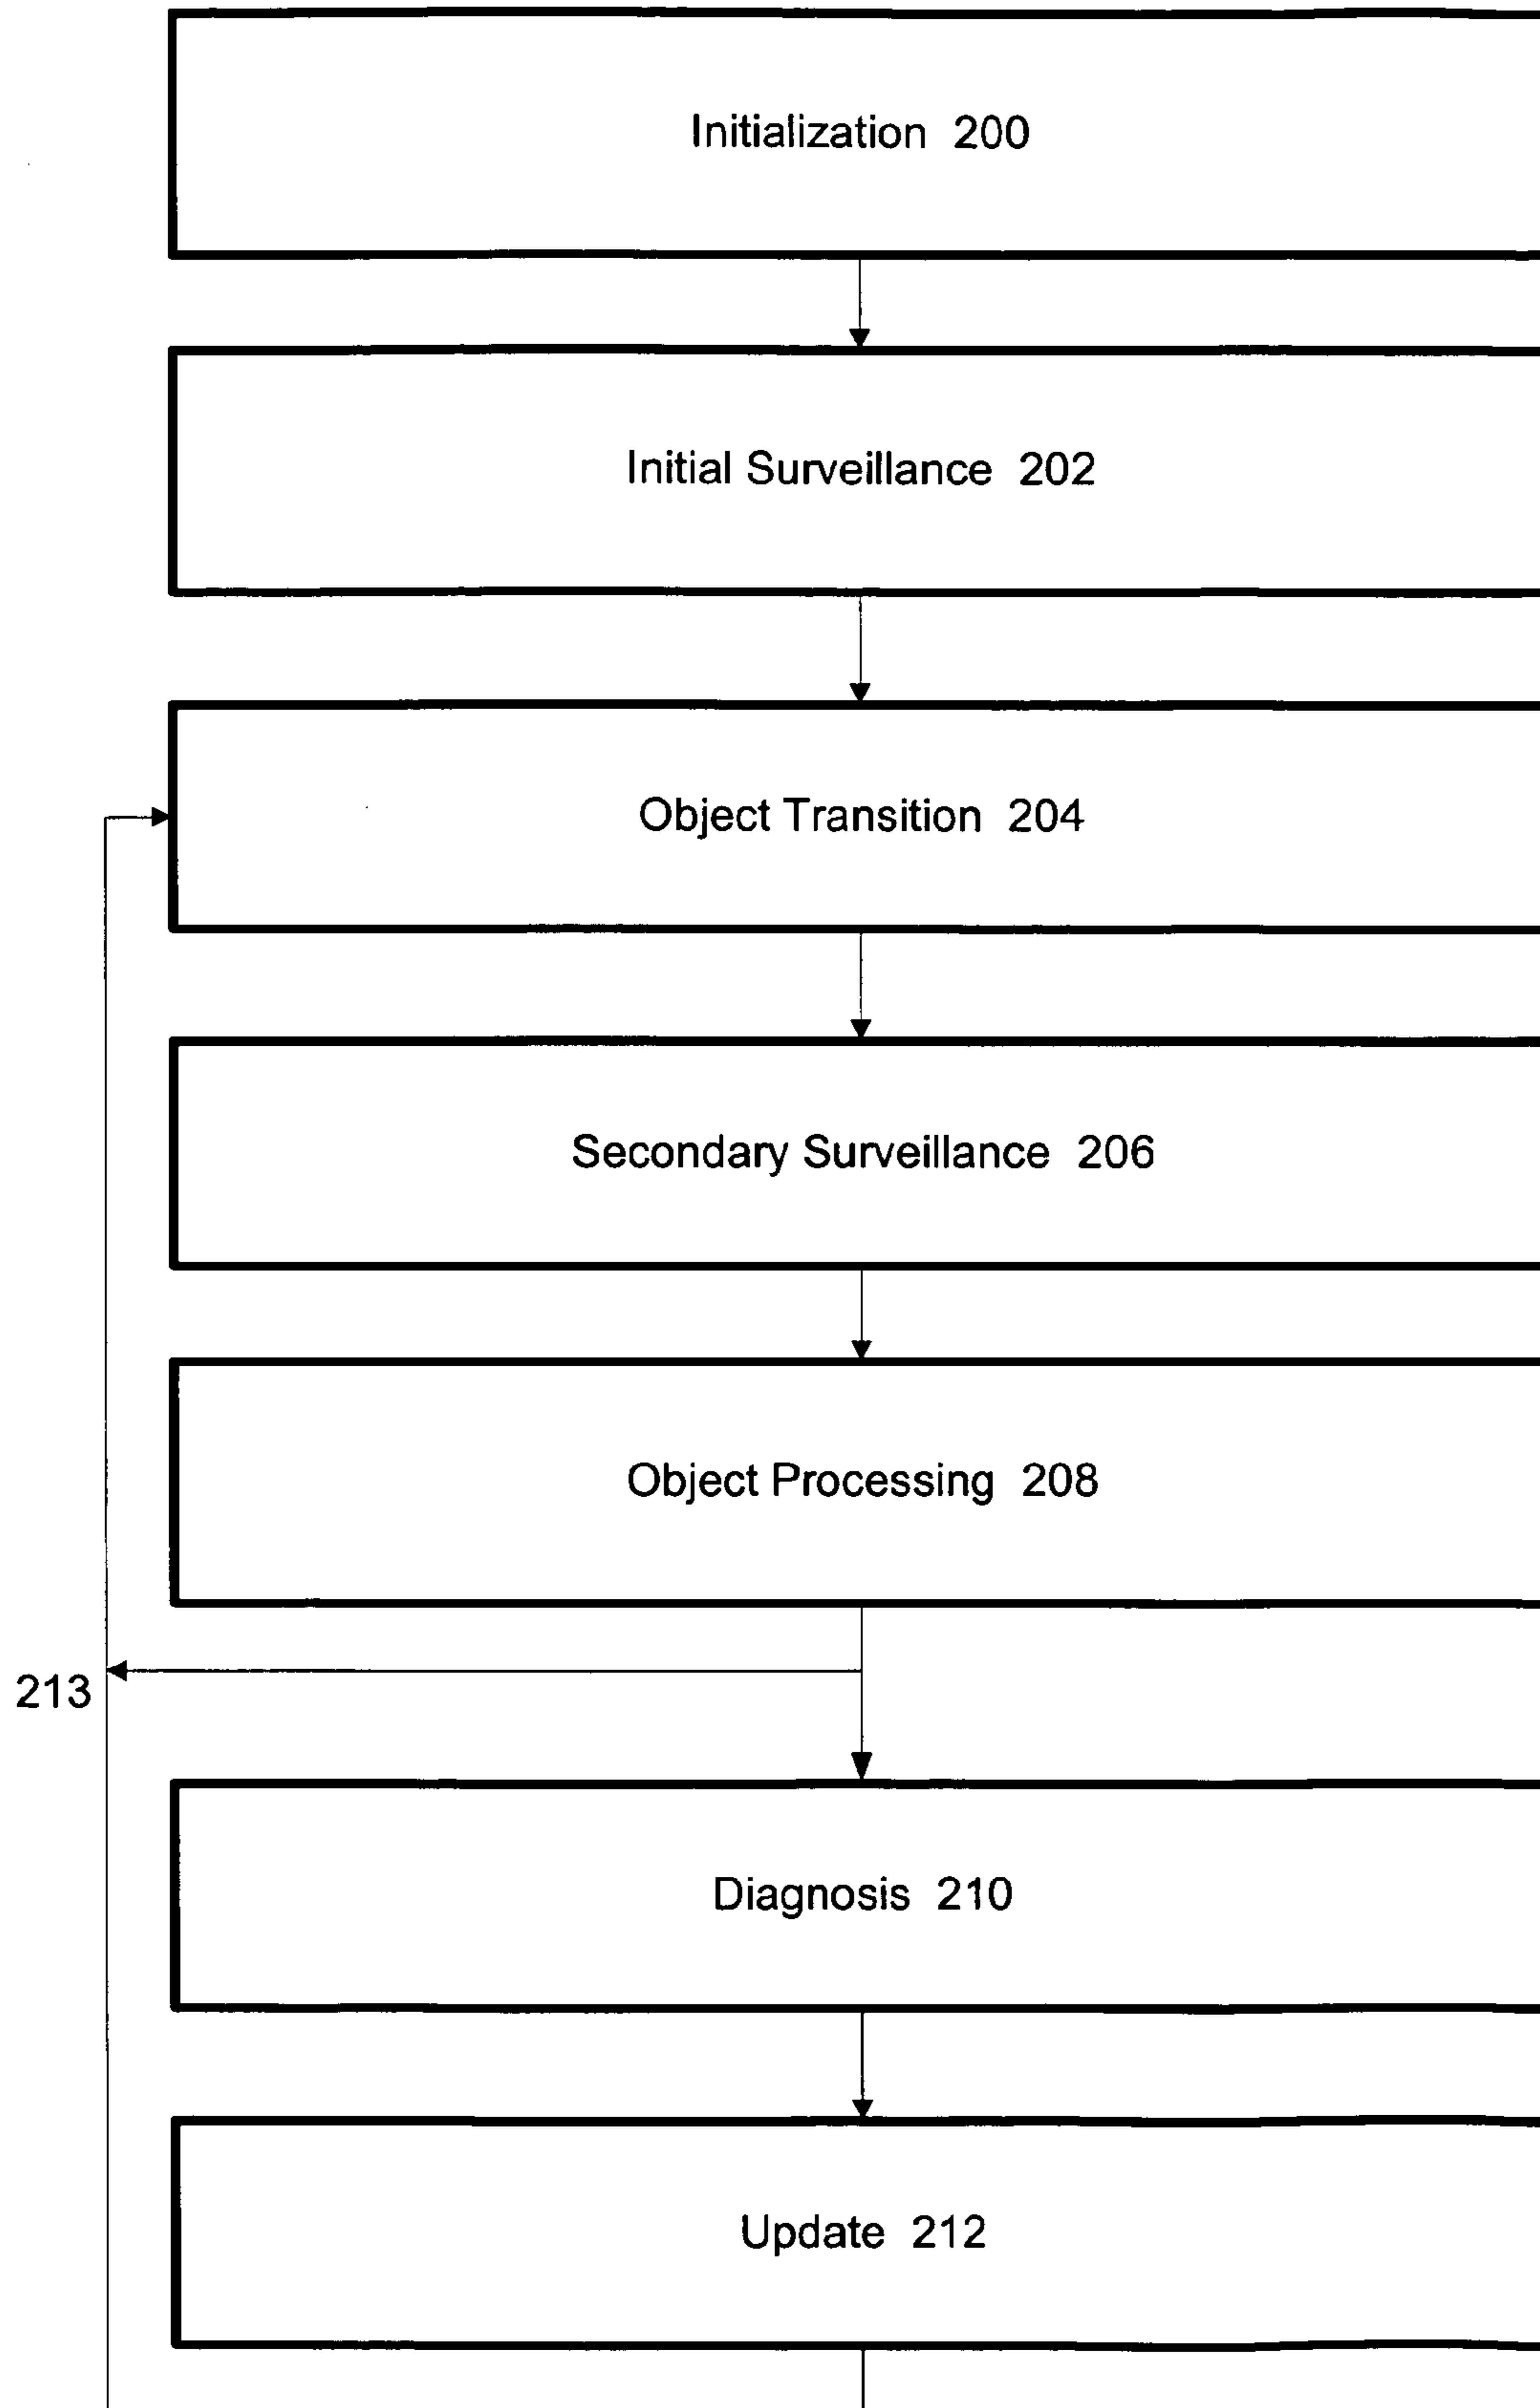 Initialization 200
Initial Surveillance 202
Object Transition 204
Secondary Surveillance 206
Object Processing 208
213
Diagnosis 210
Update 212